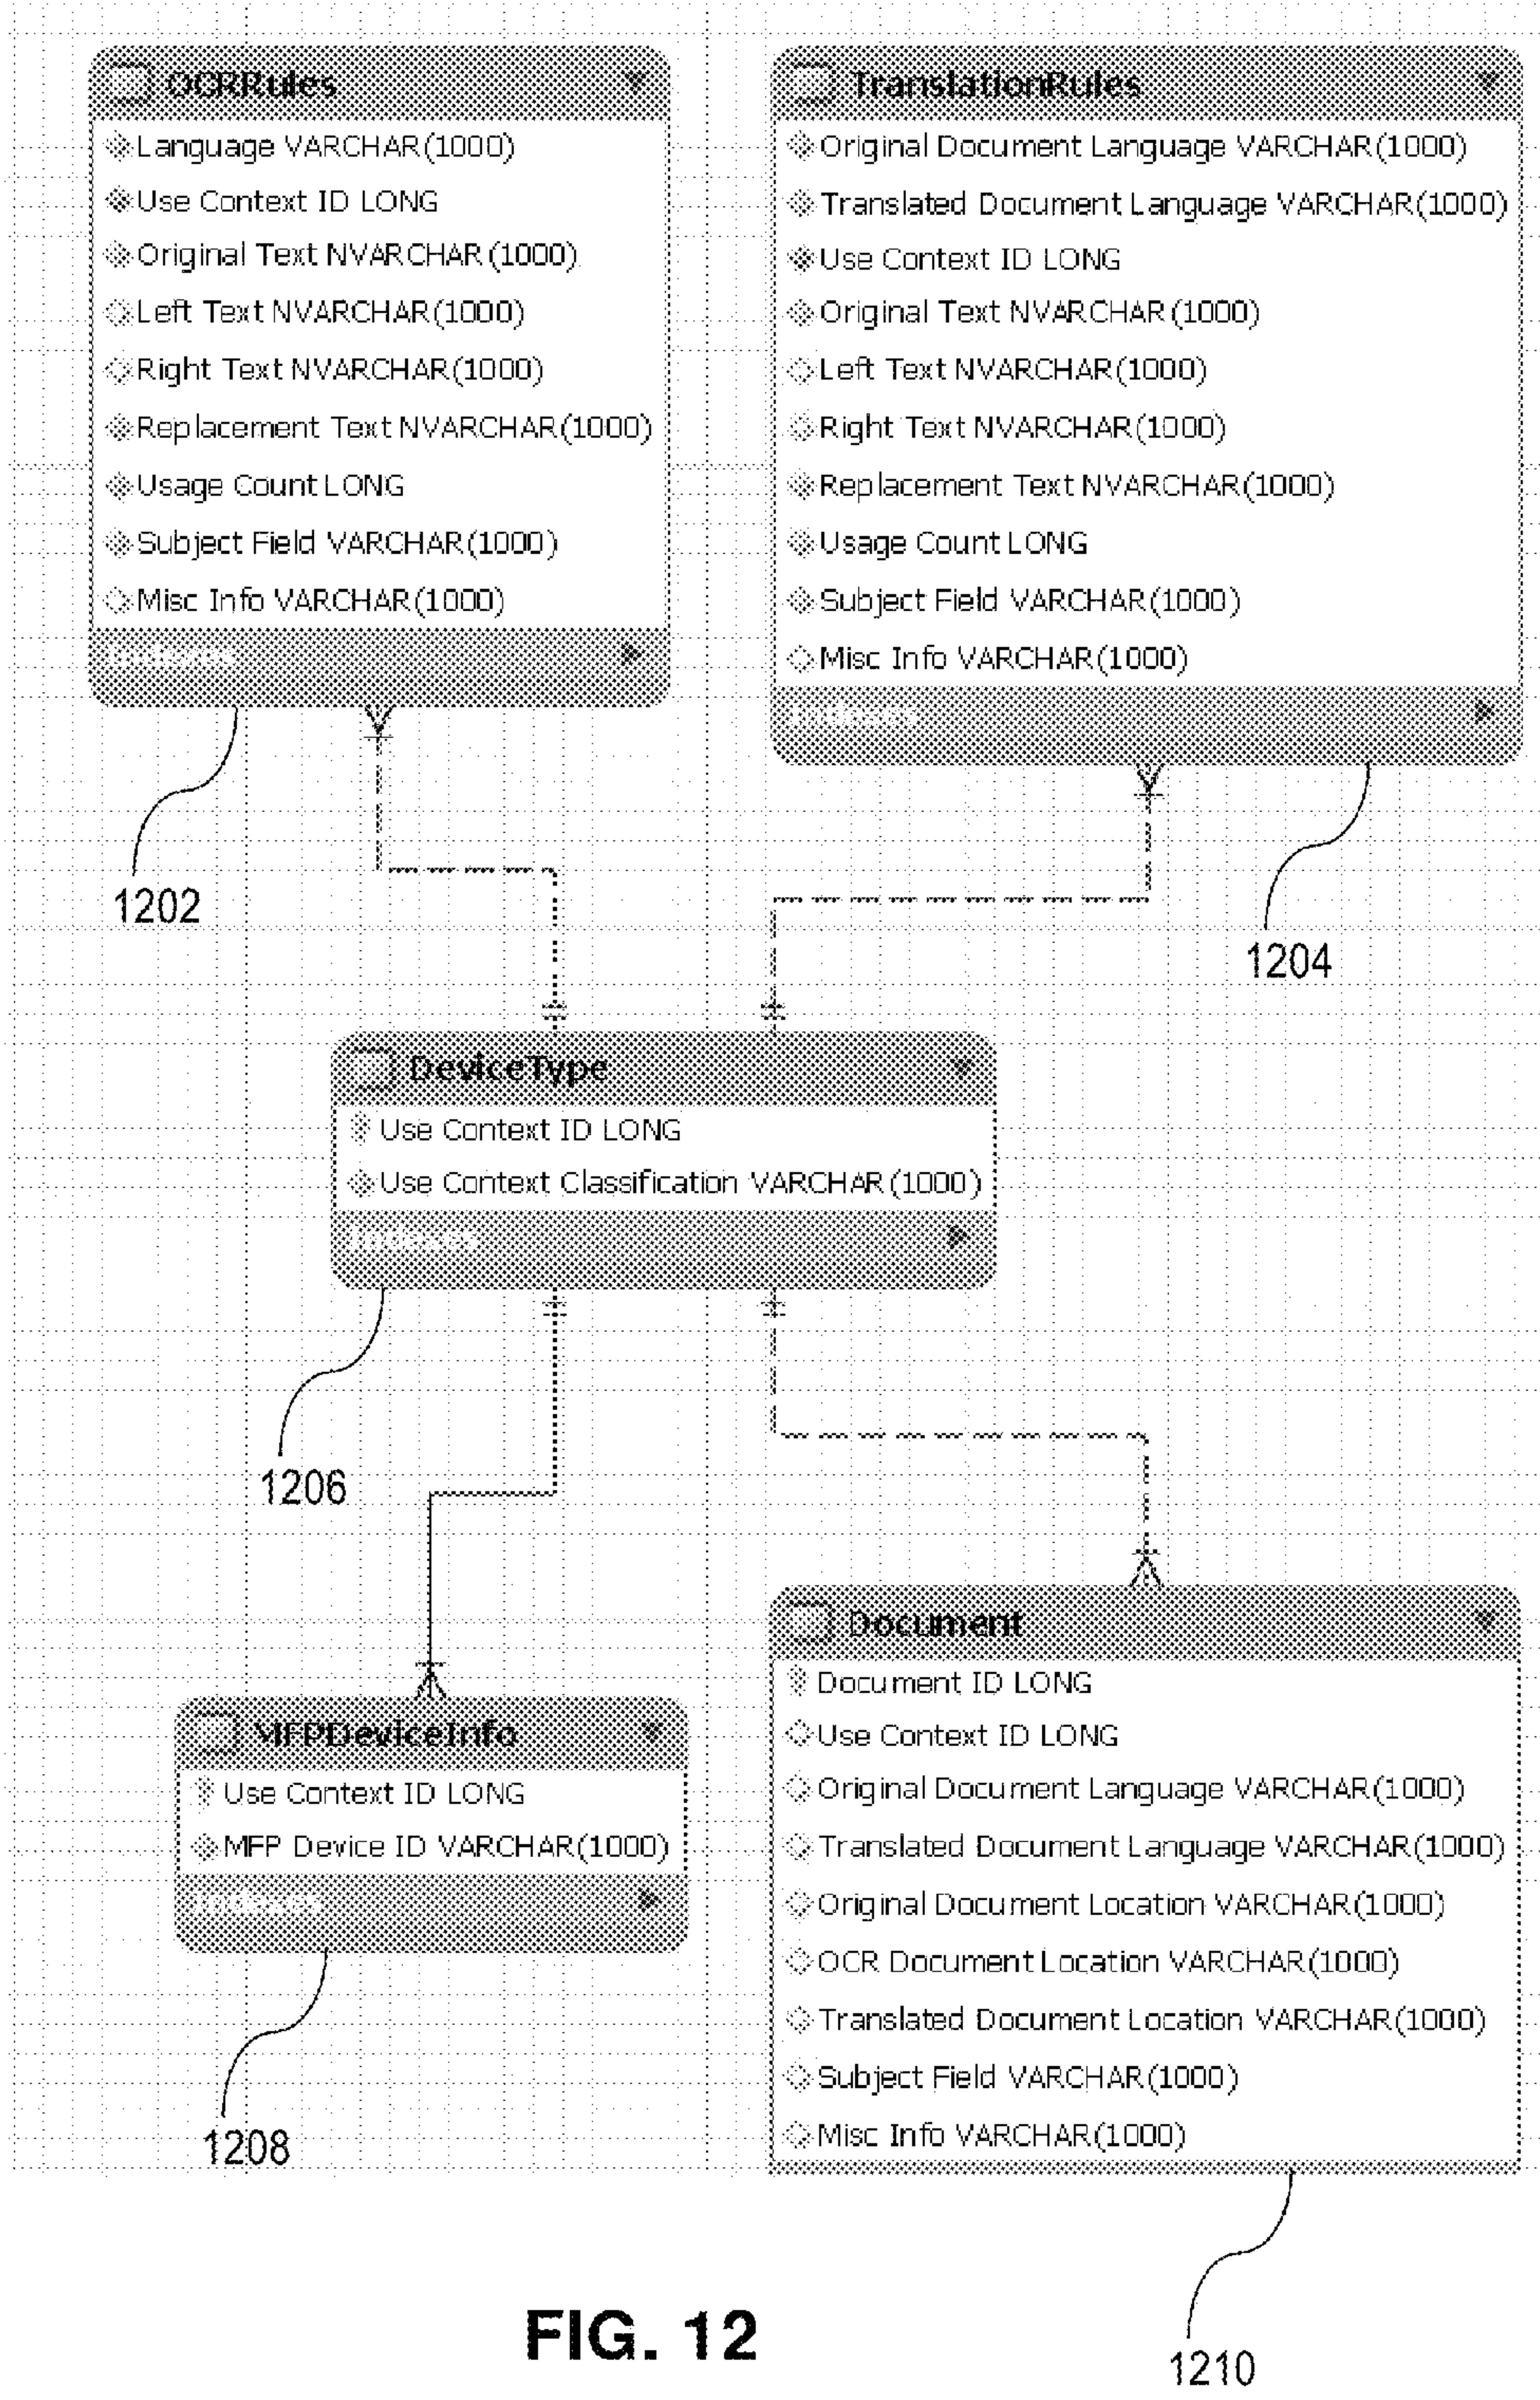 OCRRules
Language VARCHAR(1000)
Use Context ID LONG
Original Text NVARCHAR(1000)
Left Text NVARCHAR(1000)
Right Text NVARCHAR(1000)
Replacement Text NVARCHAR(1000)
Usage Count LONG
Subject Field VARCHAR(1000)
Misc Info VARCHAR(1000)
Indexes
1202
TranslationRules
Original Document Language VARCHAR(1000)
Translated Document Language VARCHAR(1000)
Use Context ID LONG
Original Text NVARCHAR(1000)
Left Text NVARCHAR(1000)
Right Text NVARCHAR(1000)
Replacement Text NVARCHAR(1000)
Usage Count LONG
Subject Field VARCHAR(1000)
Misc Info VARCHAR(1000)
Indexes
1204
DeviceType
Use Context ID LONG
Use Context Classification VARCHAR(1000)
Indexes
1206
MFPDeviceInfo
Use Context ID LONG
MFP Device ID VARCHAR(1000)
Indexes
1208
Document
Document ID LONG
Use Context ID LONG
Original Document Language VARCHAR(1000)
Translated Document Language VARCHAR(1000)
Original Document Location VARCHAR(1000)
OCR Document Location VARCHAR(1000)
Translated Document Location VARCHAR(1000)
Subject Field VARCHAR(1000)
Misc Info VARCHAR(1000)
1210
FIG. 12